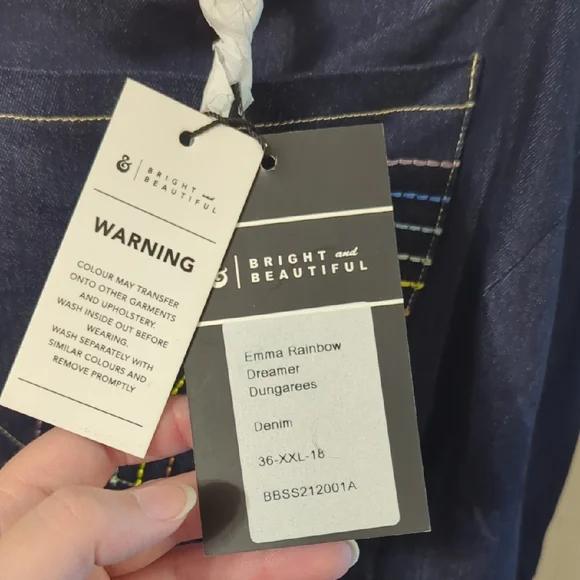 &
BRIGHT and
BEAUTIFUL
WARNING
COLOUR MAY TRANSFER
ONTO OTHER GARMENTS
AND UPHOLSTERY.
WASH INSIDE OUT BEFORE
WEARING.
WASH SEPARATELY WITH
SIMILAR COLOURS AND
REMOVE PROMPTLY
&
BRIGHT and
BEAUTIFUL
Emma Rainbow
Dreamer
Dungarees
Denim
36-XXL-18
BBSS212001A